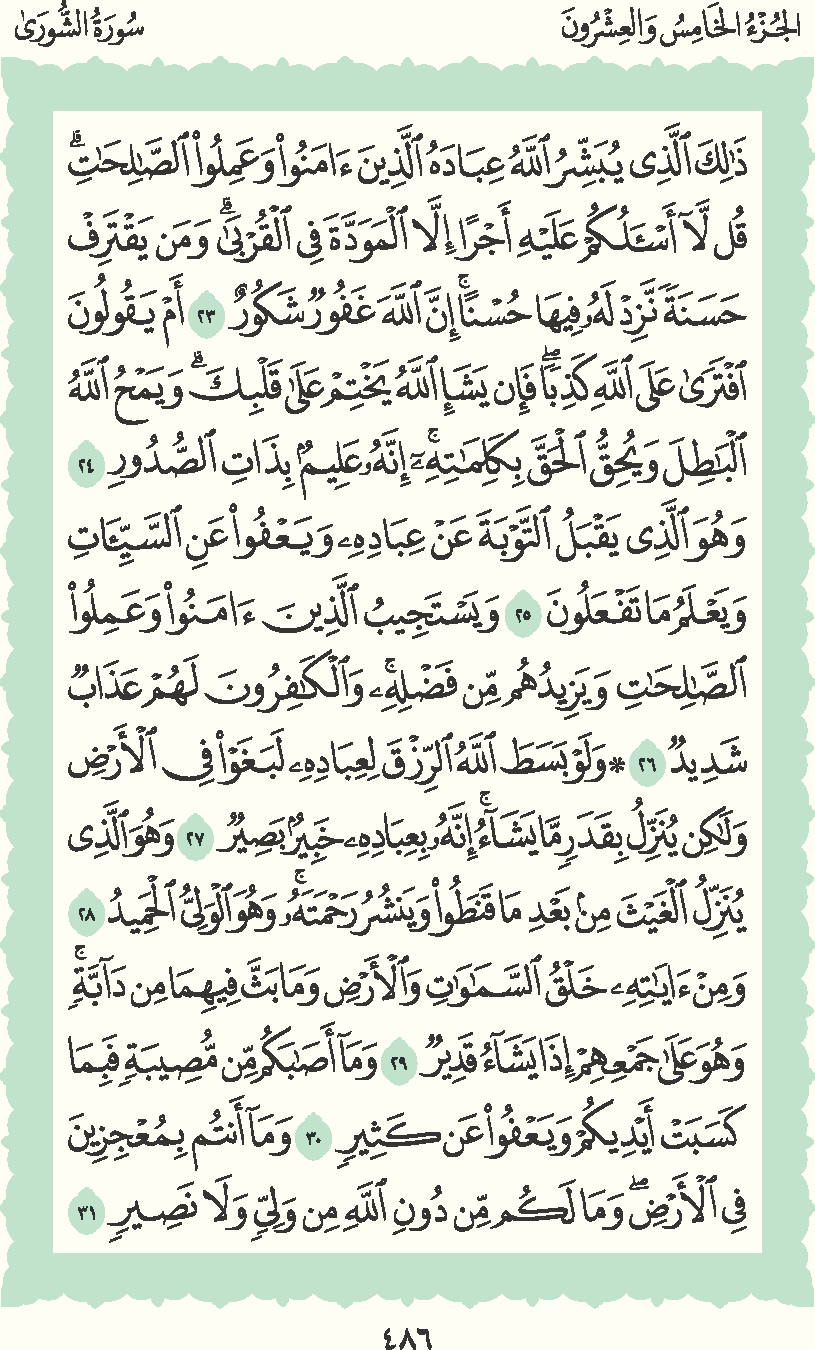 الجُزْءُ الخَامِسُ وَالعِشْرُونَ
سُورَةُ الشُّورَىٰ
ذَٰلِكَ ٱلَّذِى يُبَشِّرُ ٱللَّهُ عِبَادَهُ ٱلَّذِينَ ءَامَنُوا۟ وَعَمِلُوا۟ ٱلصَّـٰلِحَـٰتِ ۗ
قُل لَّآ أَسْـَٔلُكُمْ عَلَيْهِ أَجْرًا إِلَّا ٱلْمَوَدَّةَ فِى ٱلْقُرْبَىٰ ۗ وَمَن يَقْتَرِفْ
حَسَنَةً نَّزِدْ لَهُۥ فِيهَا حُسْنًا ۚ إِنَّ ٱللَّهَ غَفُورٌ شَكُورٌ ٢٣ أَمْ يَقُولُونَ
ٱفْتَرَىٰ عَلَى ٱللَّهِ كَذِبًا ۖ فَإِن يَشَإِ ٱللَّهُ يَخْتِمْ عَلَىٰ قَلْبِكَ ۗ وَيَمْحُ ٱللَّهُ
ٱلْبَـٰطِلَ وَيُحِقُّ ٱلْحَقَّ بِكَلِمَـٰتِهِۦٓ ۚ إِنَّهُۥ عَلِيمٌۢ بِذَاتِ ٱلصُّدُورِ ٢٤
وَهُوَ ٱلَّذِى يَقْبَلُ ٱلتَّوْبَةَ عَنْ عِبَادِهِۦ وَيَعْفُوا۟ عَنِ ٱلسَّيِّـَٔاتِ
وَيَعْلَمُ مَا تَفْعَلُونَ ٢٥ وَيَسْتَجِيبُ ٱلَّذِينَ ءَامَنُوا۟ وَعَمِلُوا۟
ٱلصَّـٰلِحَـٰتِ وَيَزِيدُهُم مِّن فَضْلِهِۦ ۚ وَٱلْكَـٰفِرُونَ لَهُمْ عَذَابٌ
شَدِيدٌ ٢٦ ۞ وَلَوْ بَسَطَ ٱللَّهُ ٱلرِّزْقَ لِعِبَادِهِۦ لَبَغَوْا۟ فِى ٱلْأَرْضِ
وَلَـٰكِن يُنَزِّلُ بِقَدَرٍ مَّا يَشَآءُ ۚ إِنَّهُۥ بِعِبَادِهِۦ خَبِيرٌۢ بَصِيرٌ ٢٧ وَهُوَ ٱلَّذِى
يُنَزِّلُ ٱلْغَيْثَ مِنۢ بَعْدِ مَا قَنَطُوا۟ وَيَنشُرُ رَحْمَتَهُۥ ۚ وَهُوَ ٱلْوَلِىُّ ٱلْحَمِيدُ ٢٨
وَمِنْ ءَايَـٰتِهِۦ خَلْقُ ٱلسَّمَـٰوَٰتِ وَٱلْأَرْضِ وَمَا بَثَّ فِيهِمَا مِن دَآبَّةٍ ۚ
وَهُوَ عَلَىٰ جَمْعِهِمْ إِذَا يَشَآءُ قَدِيرٌ ٢٩ وَمَآ أَصَـٰبَكُم مِّن مُّصِيبَةٍ فَبِمَا
كَسَبَتْ أَيْدِيكُمْ وَيَعْفُوا۟ عَن كَثِيرٍ ٣٠ وَمَآ أَنتُم بِمُعْجِزِينَ
فِى ٱلْأَرْضِ ۖ وَمَا لَكُم مِّن دُونِ ٱللَّهِ مِن وَلِىٍّ وَلَا نَصِيرٍ ٣١
٤٨٦